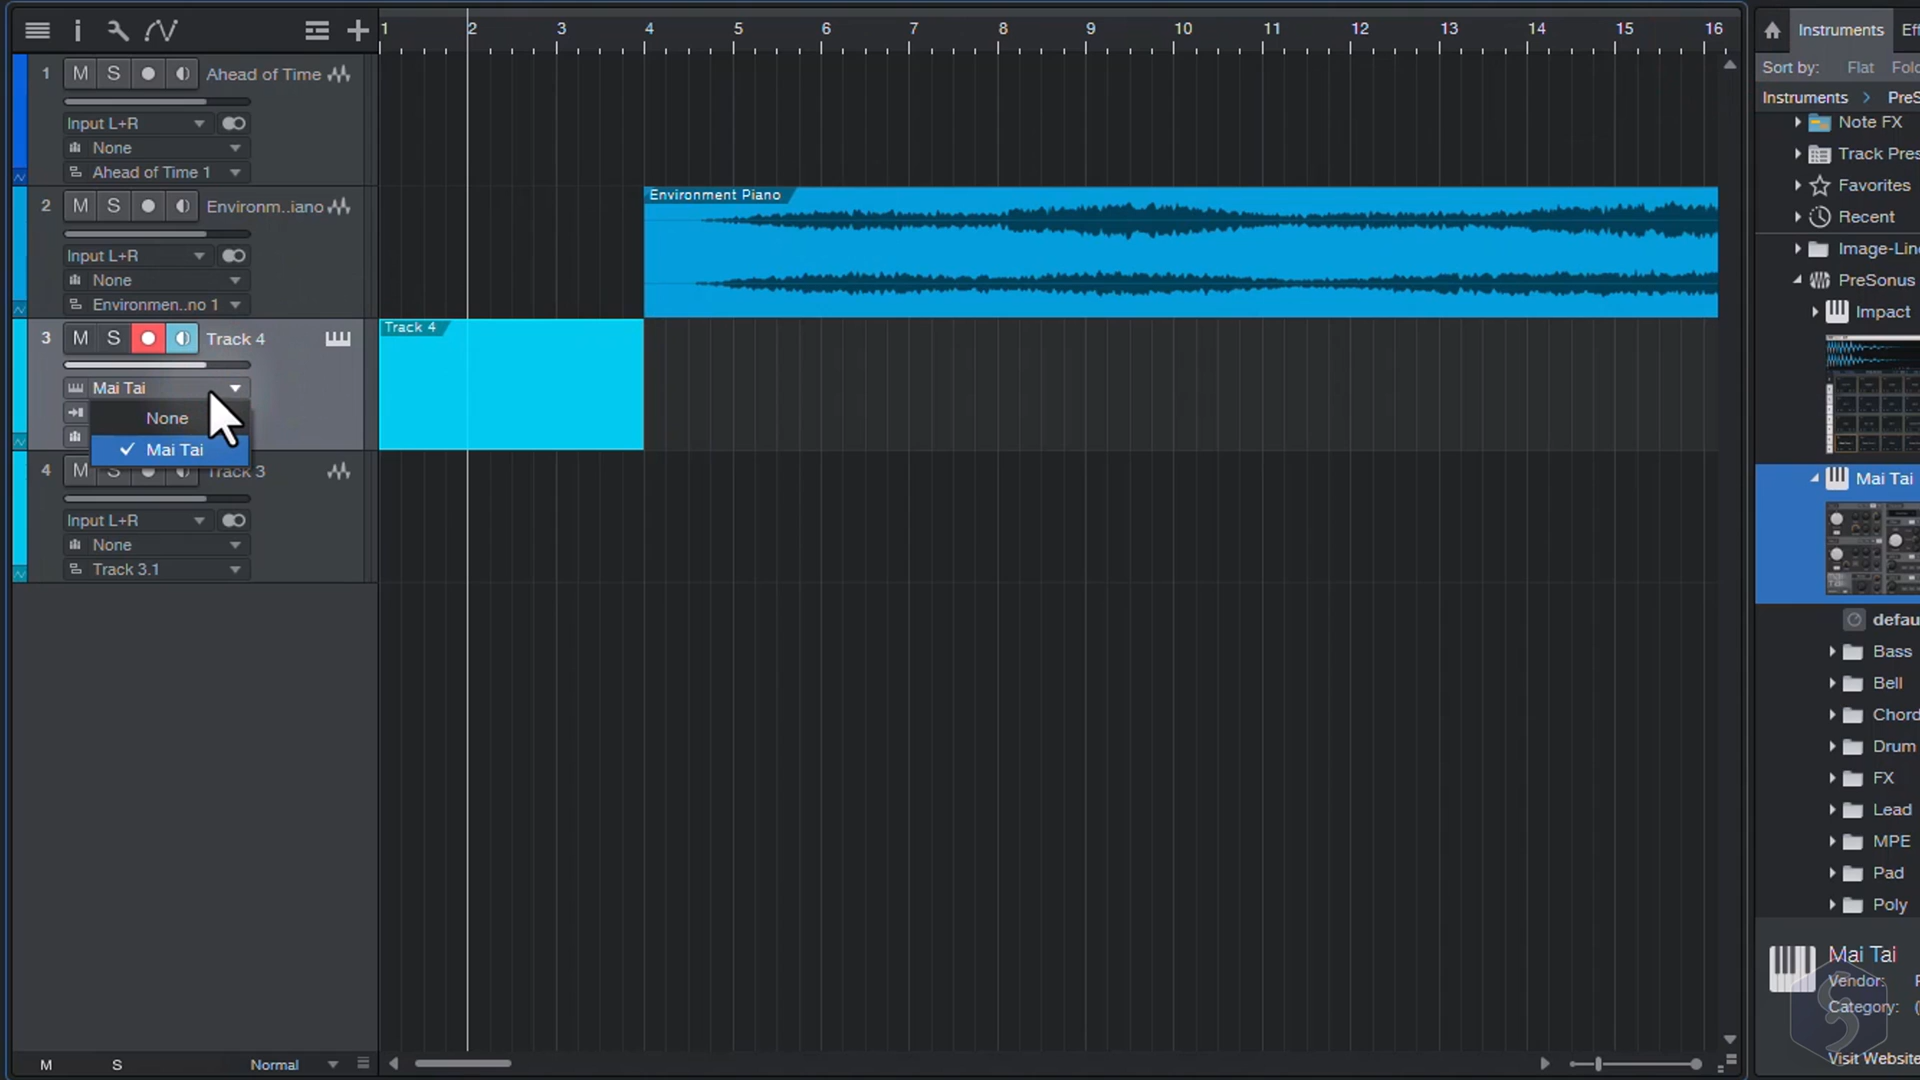 1 2 3 4 5 6 7 8 9 10 11 12 13 14 15 16
Instruments
Sort by: Flat
Instruments >
Note FX
Favorites
Recent
PreSonus
Impact
Mai Tai
Bass
Bell
Drum
FX
Lead
MPE
Pad
Poly
Mai Tai
Vendor:
Category:
Visit Website
1 M S Ahead of Time
Input L+R
None
Ahead of Time 1
2 M S Environm..iano
Input L+R
None
Environmen..no 1
3 M S Track 4
Mai Tai
None
Mai Tai
4 M S Track 3
Input L+R
None
Track 3.1
Environment Piano
Track 4
M S Normal